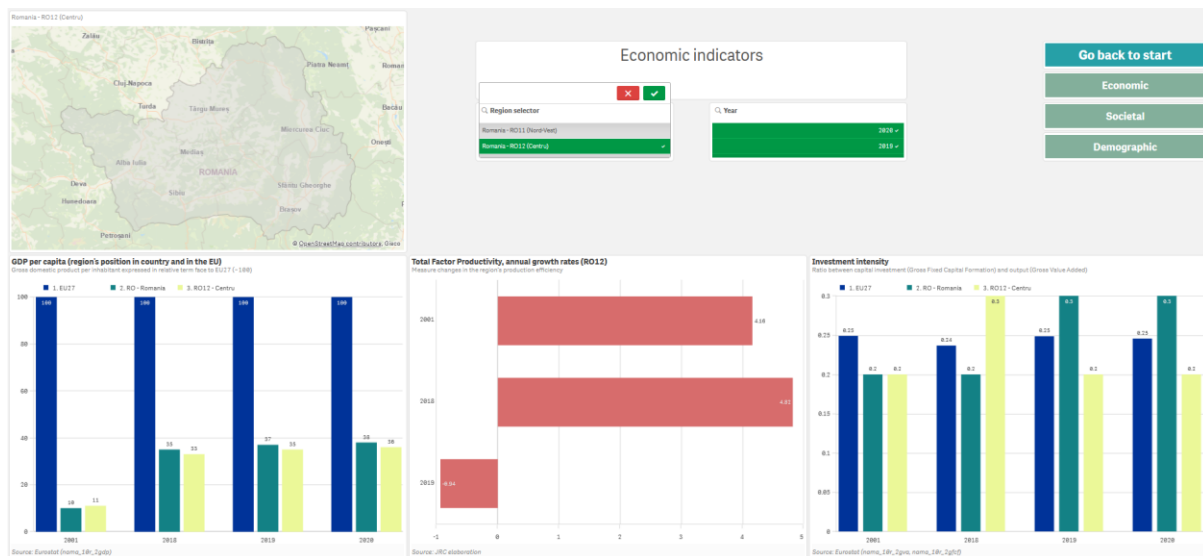 Romania - RO12 (Centru)
Zalău
Bistrița
Pașcani
Piatra Neamț
Roman
Cluj-Napoca
Turda
Târgu Mureș
Bacău
Miercurea Ciuc
Onești
Mediaș
Alba Iulia
ROMANIA
Deva
Sibiu
Sfântu Gheorghe
Hunedoara
Brașov
Petroșani
© OpenStreetMap contributors, Gisco
Economic indicators
Region selector
Romania - RO11 (Nord-Vest)
Romania - RO12 (Centru)
Year
2020
2019
Go back to start
Economic
Societal
Demographic
GDP per capita (region's position in country and in the EU)
Gross domestic product per inhabitant expressed in relative term face to EU27 (=100)
1. EU27 2. RO - Romania 3. RO12 - Centru
100
80
60
40
20
0
100 100 100 100
10 11 35 33 37 35 38 36
2001 2018 2019 2020
Source: Eurostat (nama_10r_2gdp)
Total Factor Productivity, annual growth rates (RO12)
Measure changes in the region's production efficiency
2001
2018
2019
-0.94
-1 0 1 2 3 4 5
Source: JRC elaboration
Investment intensity
Ratio between capital investment (Gross Fixed Capital Formation) and output (Gross Value Added)
1. EU27 2. RO - Romania 3. RO12 - Centru
0.3
0.25
0.2
0.15
0.1
0.05
0
0.25 0.2 0.2
0.24 0.2 0.3
0.25 0.3 0.2
0.25 0.3 0.2
2001 2018 2019 2020
Source: Eurostat (nama_10r_2gva, nama_10r_2gfcf)